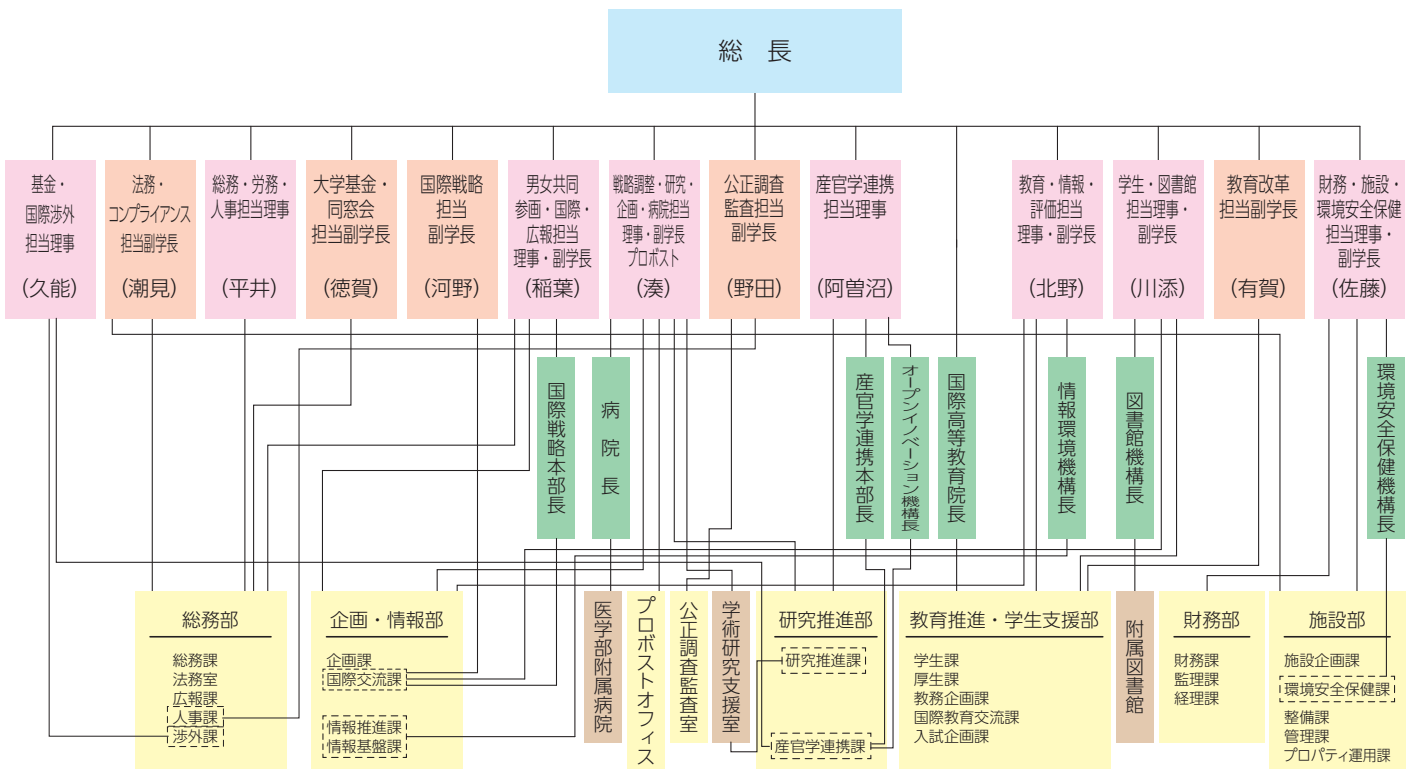 総　長
基金・
国際渉外
担当理事
(久能)
法務・
コンプライアンス
担当副学長
(潮見)
総務・労務・
人事担当理事
(平井)
大学基金・
同窓会
担当副学長
(徳賀)
国際戦略
担当
副学長
(河野)
男女共同
参画・国際・
広報担当
理事・副学長
(稲葉)
戦略調整・研究・
企画・病院担当
理事・副学長
プロボスト
(湊)
公正調査
監査担当
副学長
(野田)
産官学連携
担当理事
(阿曽沼)
教育・情報・
評価担当
理事・副学長
(北野)
学生・図書館
担当理事・
副学長
(川添)
教育改革
担当副学長
(有賀)
財務・施設・
環境安全保健
担当理事・
副学長
(佐藤)
国際戦略本部長
病院長
産官学連携本部長
オープンイノベーション機構長
国際高等教育院長
情報環境機構長
図書館機構長
環境安全保健機構長
総務部
総務課
法務室
広報課
人事課
渉外課
企画・情報部
企画課
国際交流課
情報推進課
情報基盤課
医学部附属病院
プロボストオフィス
公正調査監査室
学術研究支援室
研究推進部
研究推進課
産官学連携課
教育推進・学生支援部
学生課
厚生課
教務企画課
国際教育交流課
入試企画課
附属図書館
財務部
財務課
監理課
経理課
施設部
施設企画課
環境安全保健課
整備課
管理課
プロパティ運用課